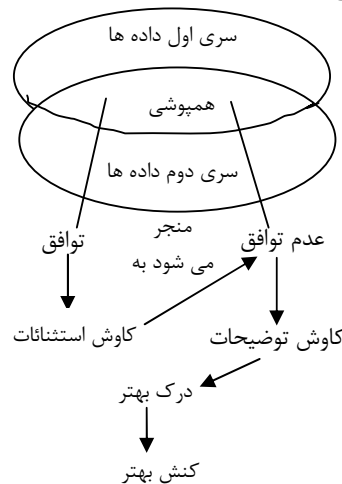 سری اول داده ها
همپوشی
سری دوم داده ها
منجر
می شود به
توافق
عدم توافق
کاوش استثنائات
کاوش توضیحات
درک بهتر
کنش بهتر